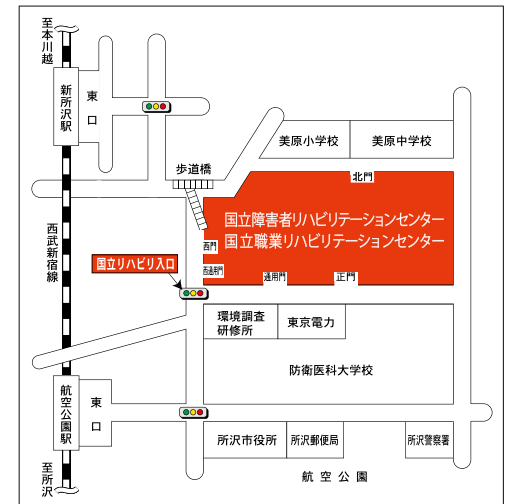 至本川越
新所沢駅
東口
美原小学校
美原中学校
歩道橋
北門
国立障害者リハビリテーションセンター
国立職業リハビリテーションセンター
西門
西通用門
通用門
正門
国立リハビリ入口
西武新宿線
環境調査
研修所
東京電力
防衛医科大学校
航空公園駅
東口
所沢市役所
所沢郵便局
所沢警察署
至所沢
航空公園